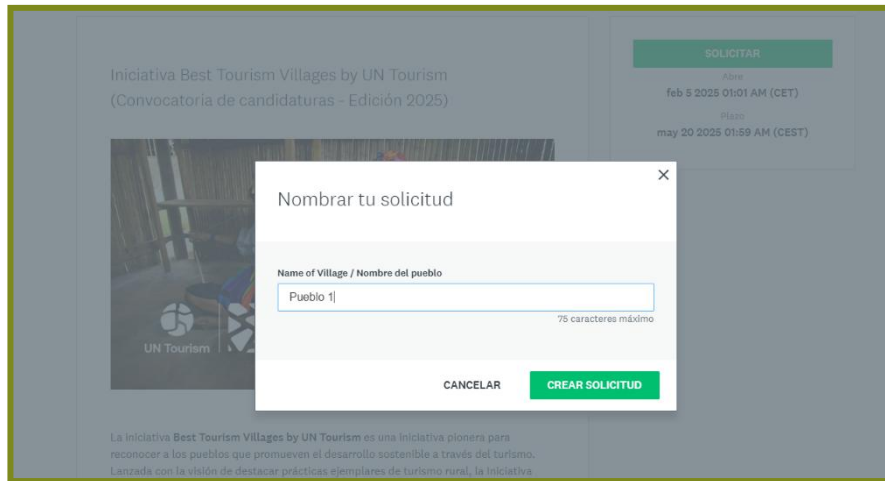 Iniciativa Best Tourism Villages by UN Tourism
(Convocatoria de candidaturas - Edición 2025)
SOLICITAR
Abre
feb 5 2025 01:01 AM (CET)
Plazo
may 20 2025 01:59 AM (CEST)
UN Tourism
Nombrar tu solicitud
Name of Village / Nombre del pueblo
Pueblo 1
75 caracteres máximo
CANCELAR
CREAR SOLICITUD
La Iniciativa Best Tourism Villages by UN Tourism es una iniciativa pionera para
reconocer a los pueblos que promueven el desarrollo sostenible a través del turismo.
Lanzada con la visión de destacar prácticas ejemplares de turismo rural, la Iniciativa